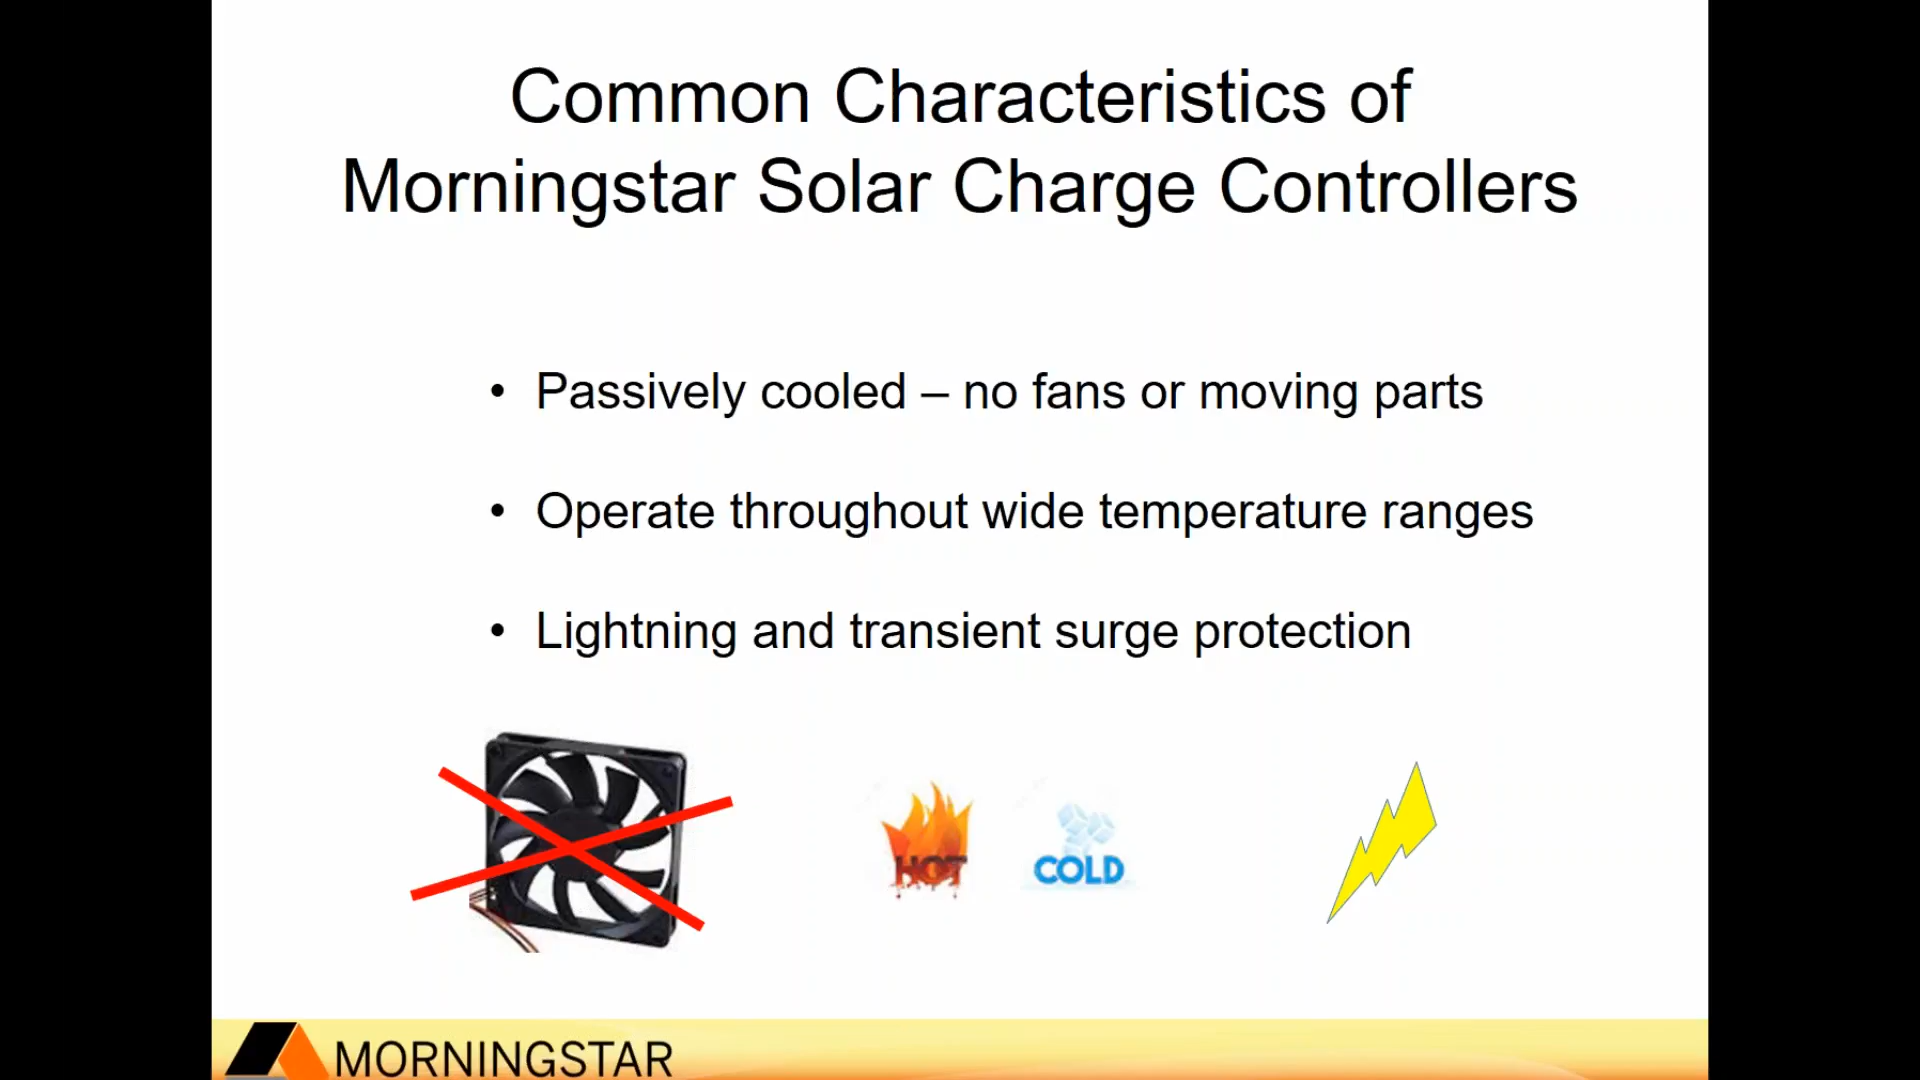 Common Characteristics of
Morningstar Solar Charge Controllers
• Passively cooled – no fans or moving parts
• Operate throughout wide temperature ranges
• Lightning and transient surge protection
HOT
COLD
MORNINGSTAR